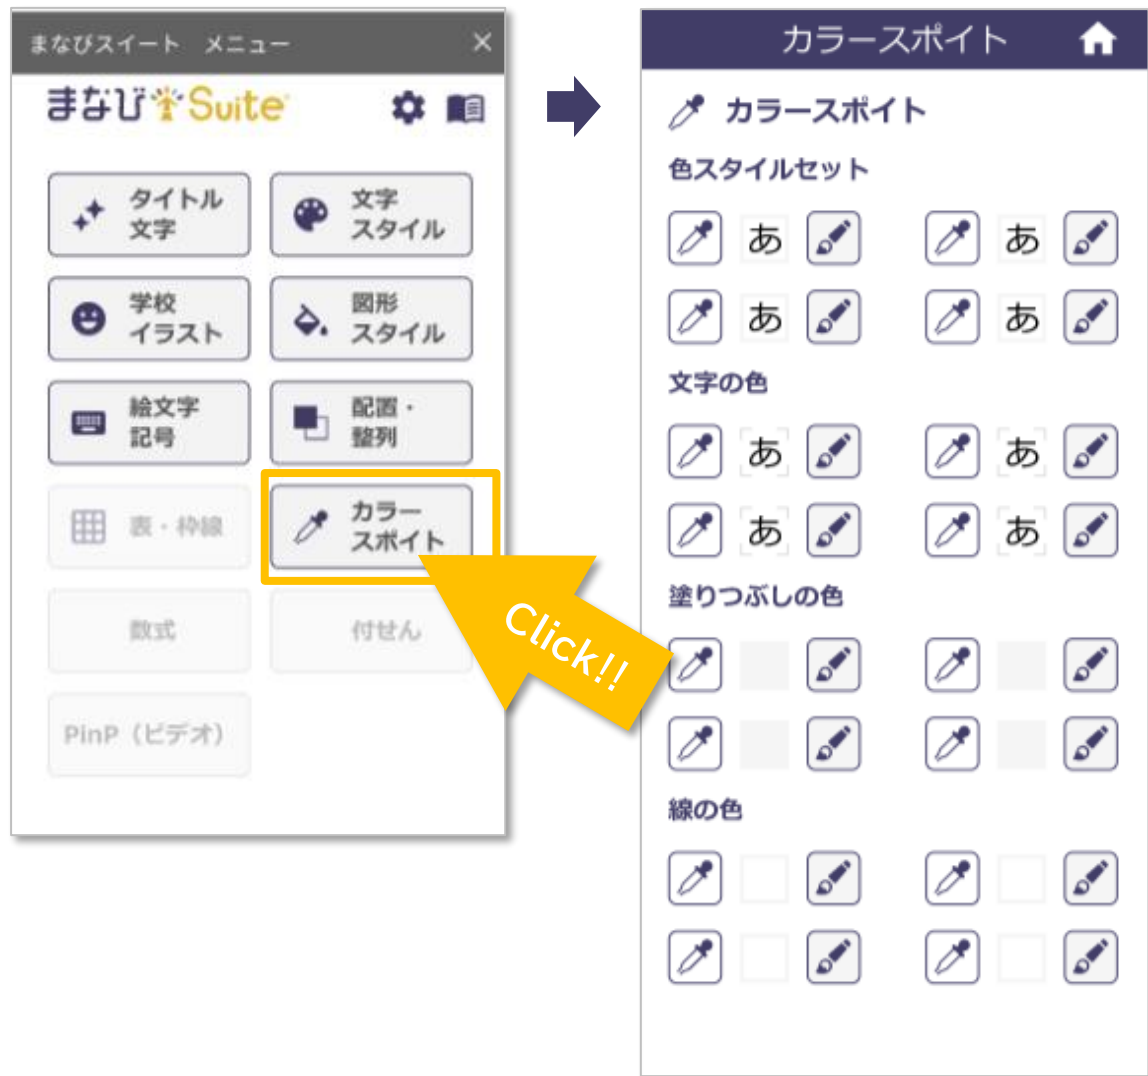 まなびスイート メニュー
まなび Suite
タイトル
文字
文字
スタイル
学校
イラスト
図形
スタイル
絵文字
記号
配置・
整列
表・枠線
カラー
スポイト
数式
付せん
PinP（ビデオ）
Click!!
カラースポイト
カラースポイト
色スタイルセット
あ あ
あ あ
文字の色
あ あ
あ あ
塗りつぶしの色
線の色